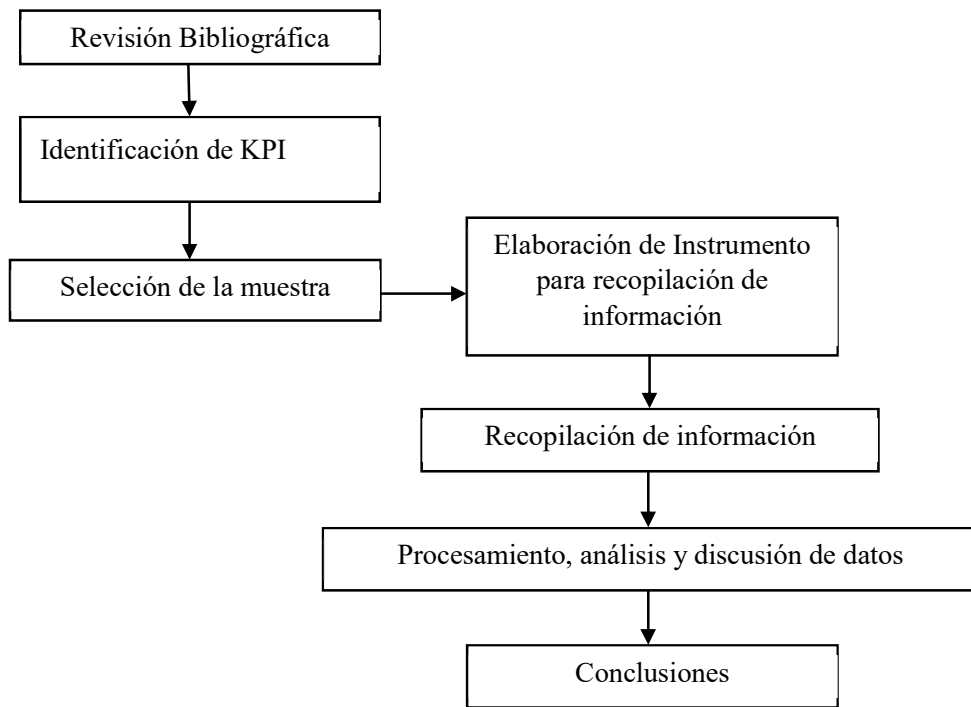 Revisión Bibliográfica
Identificación de KPI
Selección de la muestra
Elaboración de Instrumento
para recopilación de
información
Recopilación de información
Procesamiento, análisis y discusión de datos
Conclusiones